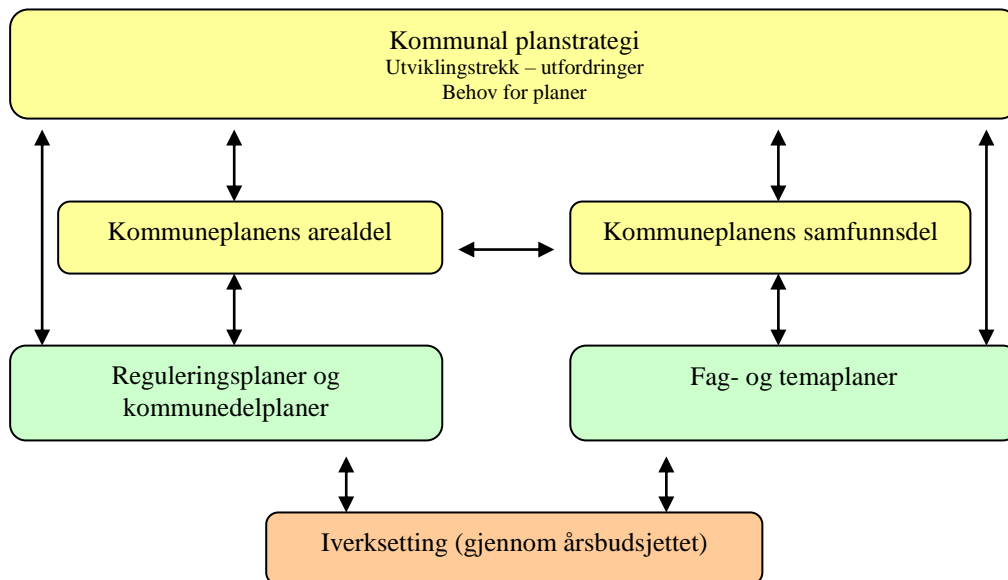 Kommunal planstrategi
Utviklingstrekk – utfordringer
Behov for planer
Kommuneplanens arealdel
Kommuneplanens samfunnsdel
Reguleringsplaner og
kommunedelplaner
Fag- og temaplaner
Iverksetting (gjennom årsbudsjettet)